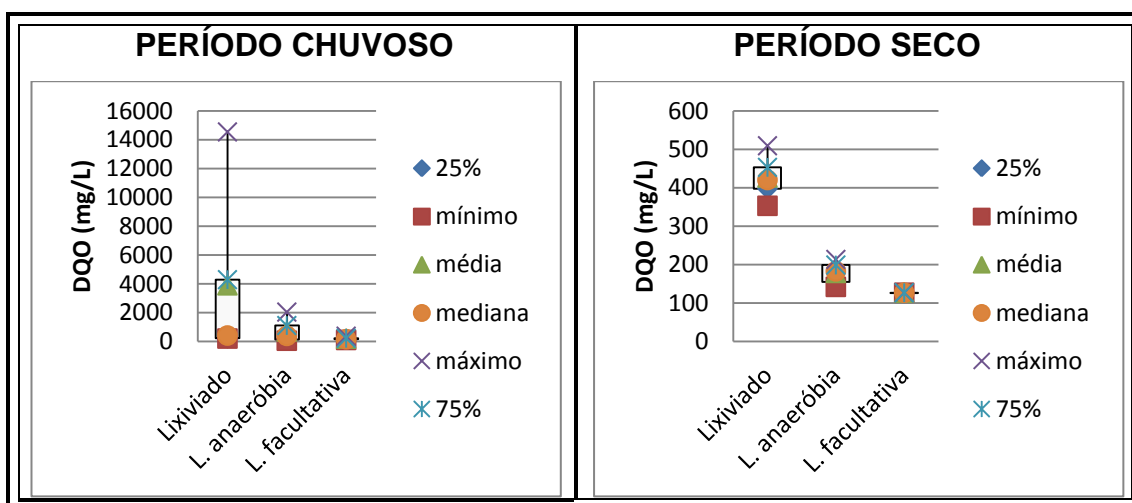 PERÍODO CHUVOSO
DQO (mg/L)
16000
14000
12000
10000
8000
6000
4000
2000
0
Lixiviado
L. anaeróbia
L. facultativa
25%
mínimo
média
mediana
máximo
75%
PERÍODO SECO
DQO (mg/L)
600
500
400
300
200
100
0
Lixiviado
L. anaeróbia
L. facultativa
25%
mínimo
média
mediana
máximo
75%